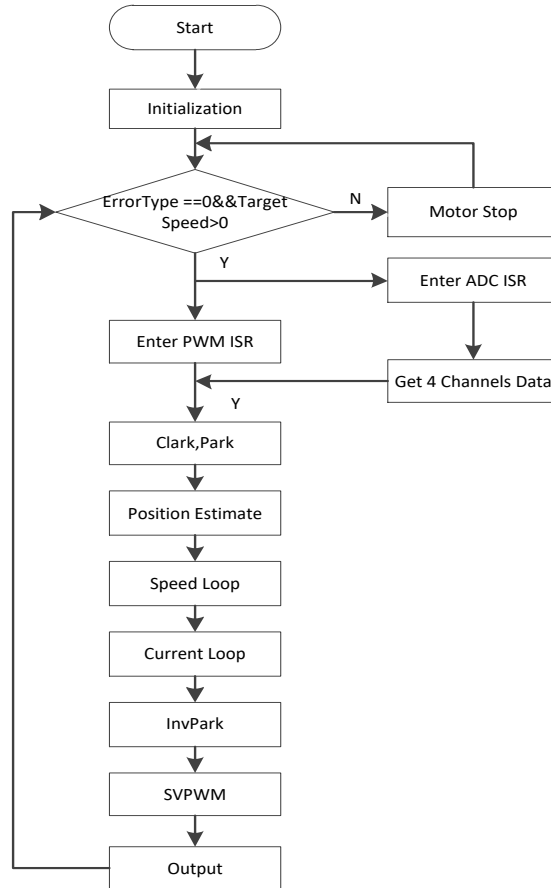 Start
Initialization
ErrorType ==0&&Target
Speed>0
N
Motor Stop
Y
Enter ADC ISR
Enter PWM ISR
Get 4 Channels Data
Y
Clark,Park
Position Estimate
Speed Loop
Current Loop
InvPark
SVPWM
Output